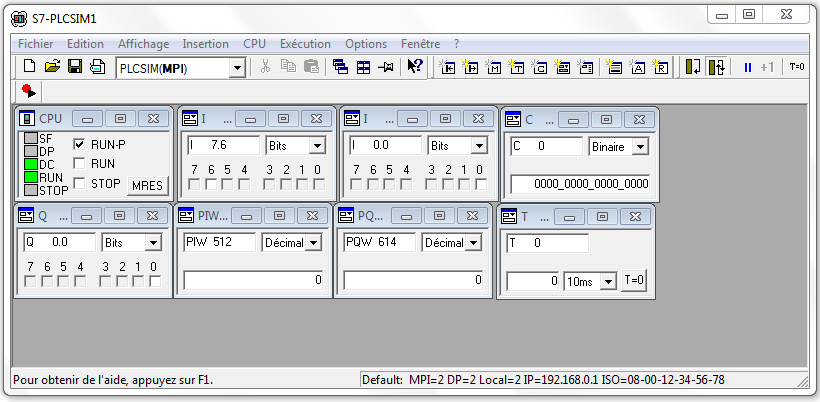 S7-PLCSIM1
Fichier Edition Affichage Insertion CPU Exécution Options Fenêtre ?
PLCSIM(MPI) +1 T=0
CPU I ... I ... C ...
SF
DP
DC
RUN
STOP
RUN-P
RUN
STOP MRES
I 7.6 Bits
7 6 5 4 3 2 1 0
I 0.0 Bits
7 6 5 4 3 2 1 0
C 0 Binaire
0000_0000_0000_0000
Q ... PIW... PQ... T ...
Q 0.0 Bits
7 6 5 4 3 2 1 0
PIW 512 Décimal
0
PQW 614 Décimal
0
T 0
0 10ms T=0
Pour obtenir de l'aide, appuyez sur F1. Default: MPI=2 DP=2 Local=2 IP=192.168.0.1 ISO=08-00-12-34-56-78